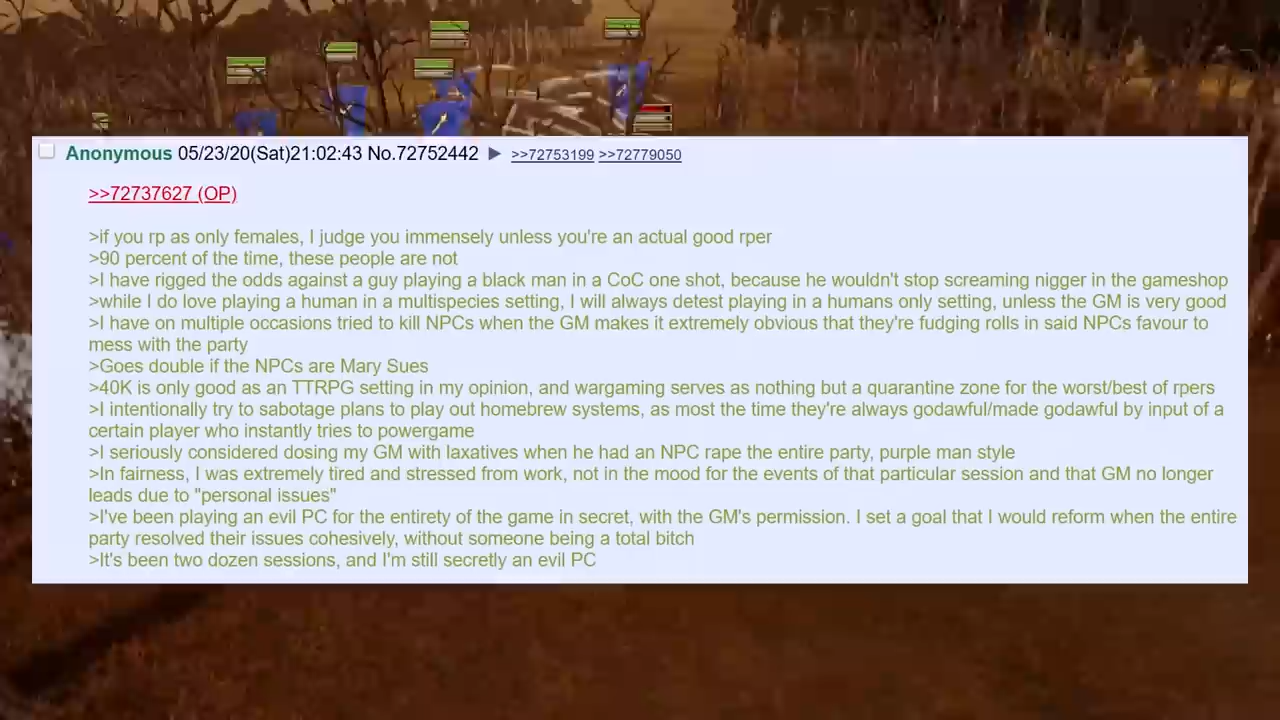 Anonymous 05/23/20(Sat)21:02:43 No.72752442 ▶ >>72753199 >>72779050
>>72737627 (OP)
>if you rp as only females, I judge you immensely unless you're an actual good rper
>90 percent of the time, these people are not
>I have rigged the odds against a guy playing a black man in a CoC one shot, because he wouldn't stop screaming nigger in the gameshop
>while I do love playing a human in a multispecies setting, I will always detest playing in a humans only setting, unless the GM is very good
>I have on multiple occasions tried to kill NPCs when the GM makes it extremely obvious that they're fudging rolls in said NPCs favour to
mess with the party
>Goes double if the NPCs are Mary Sues
>40K is only good as an TTRPG setting in my opinion, and wargaming serves as nothing but a quarantine zone for the worst/best of rpers
>I intentionally try to sabotage plans to play out homebrew systems, as most the time they're always godawful/made godawful by input of a
certain player who instantly tries to powergame
>I seriously considered dosing my GM with laxatives when he had an NPC rape the entire party, purple man style
>In fairness, I was extremely tired and stressed from work, not in the mood for the events of that particular session and that GM no longer
leads due to "personal issues"
>I've been playing an evil PC for the entirety of the game in secret, with the GM's permission. I set a goal that I would reform when the entire
party resolved their issues cohesively, without someone being a total bitch
>It's been two dozen sessions, and I'm still secretly an evil PC